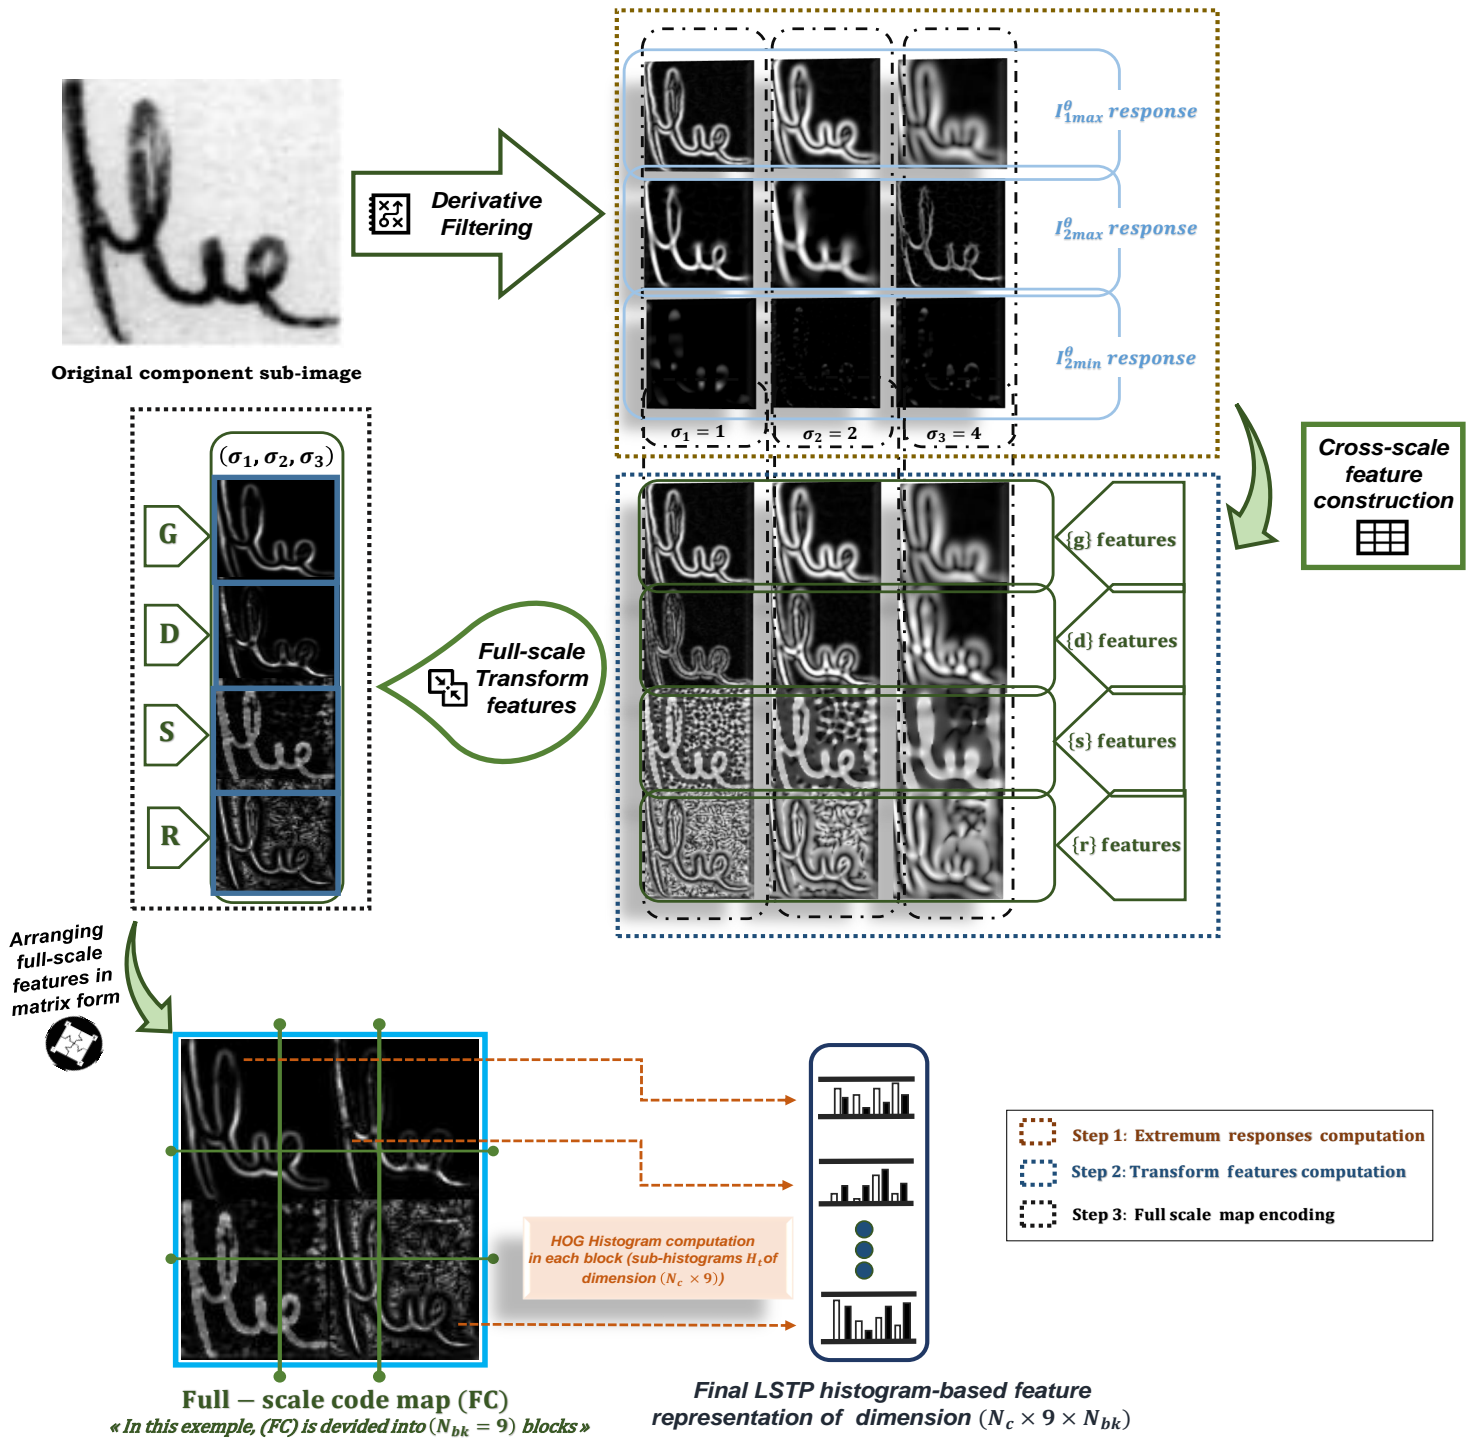 Original component sub-image
Derivative
Filtering
I^θ_1max response
I^θ_2max response
I^θ_2min response
σ₁ = 1
σ₂ = 2
σ₃ = 4
Cross-scale
feature
construction
{g} features
{d} features
{s} features
{r} features
Full-scale
Transform
features
(σ₁, σ₂, σ₃)
G
D
S
R
Arranging
full-scale
features in
matrix form
HOG Histogram computation
in each block (sub-histograms H_t of
dimension (N_c × 9))
Full – scale code map (FC)
« In this exemple, (FC) is devided into (N_bk = 9) blocks »
Final LSTP histogram-based feature
representation of dimension (N_c × 9 × N_bk)
Step 1: Extremum responses computation
Step 2: Transform features computation
Step 3: Full scale map encoding